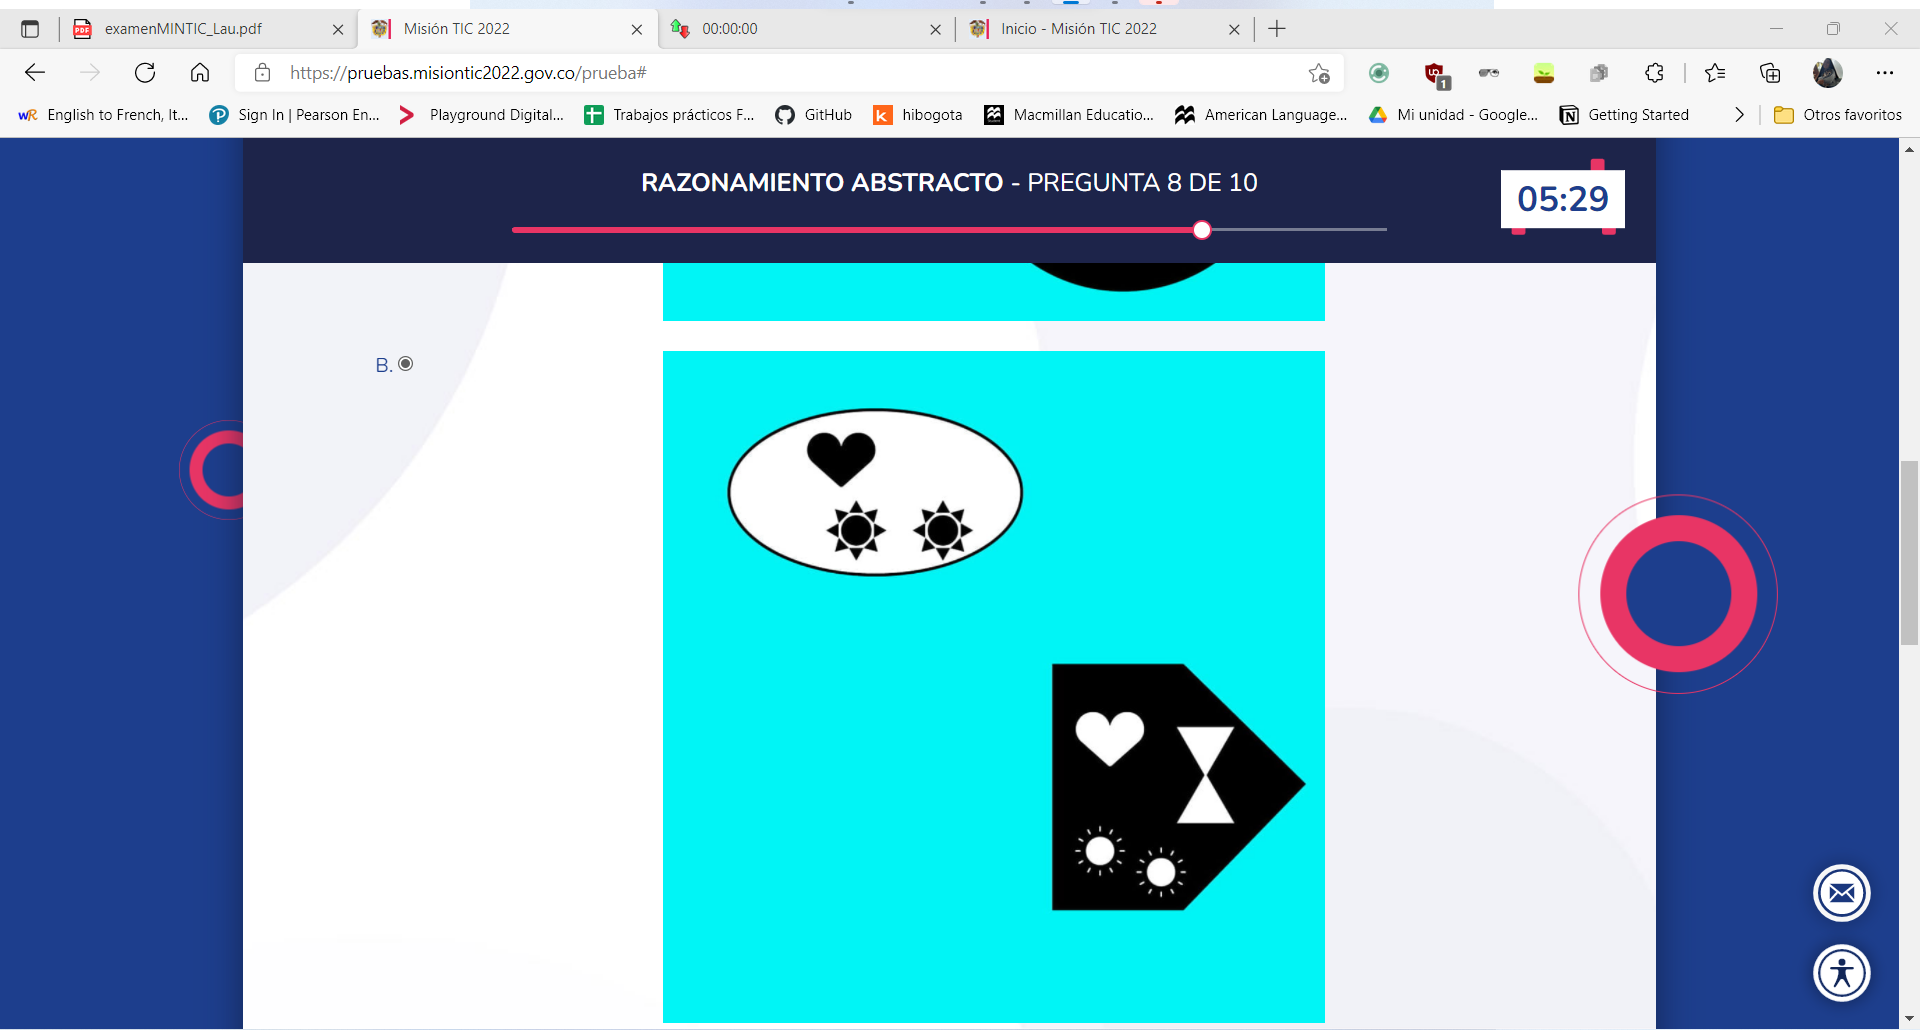 examenMINTIC_Lau.pdf
Misión TIC 2022
00:00:00
Inicio - Misión TIC 2022
https://pruebas.misiontic2022.gov.co/prueba#
1
English to French, It...
Sign In | Pearson En...
Playground Digital...
Trabajos prácticos F...
GitHub
hibogota
Macmillan Educatio...
American Language...
Mi unidad - Google...
Getting Started
Otros favoritos
RAZONAMIENTO ABSTRACTO - PREGUNTA 8 DE 10
05:29
B.